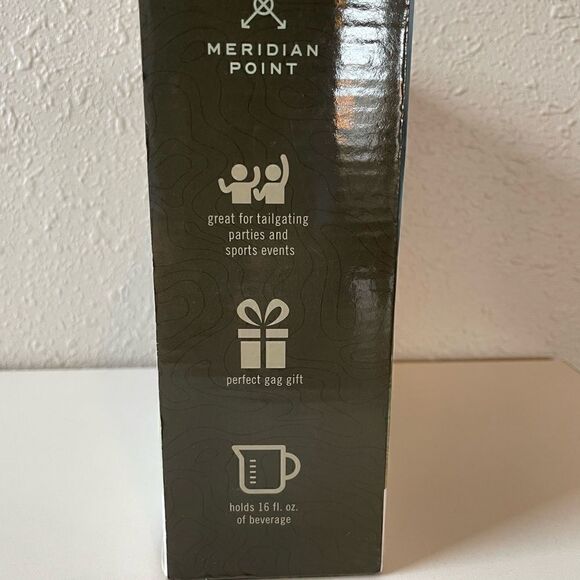 MERIDIAN
POINT
great for tailgating
parties and
sports events
perfect gag gift
holds 16 fl. oz.
of beverage